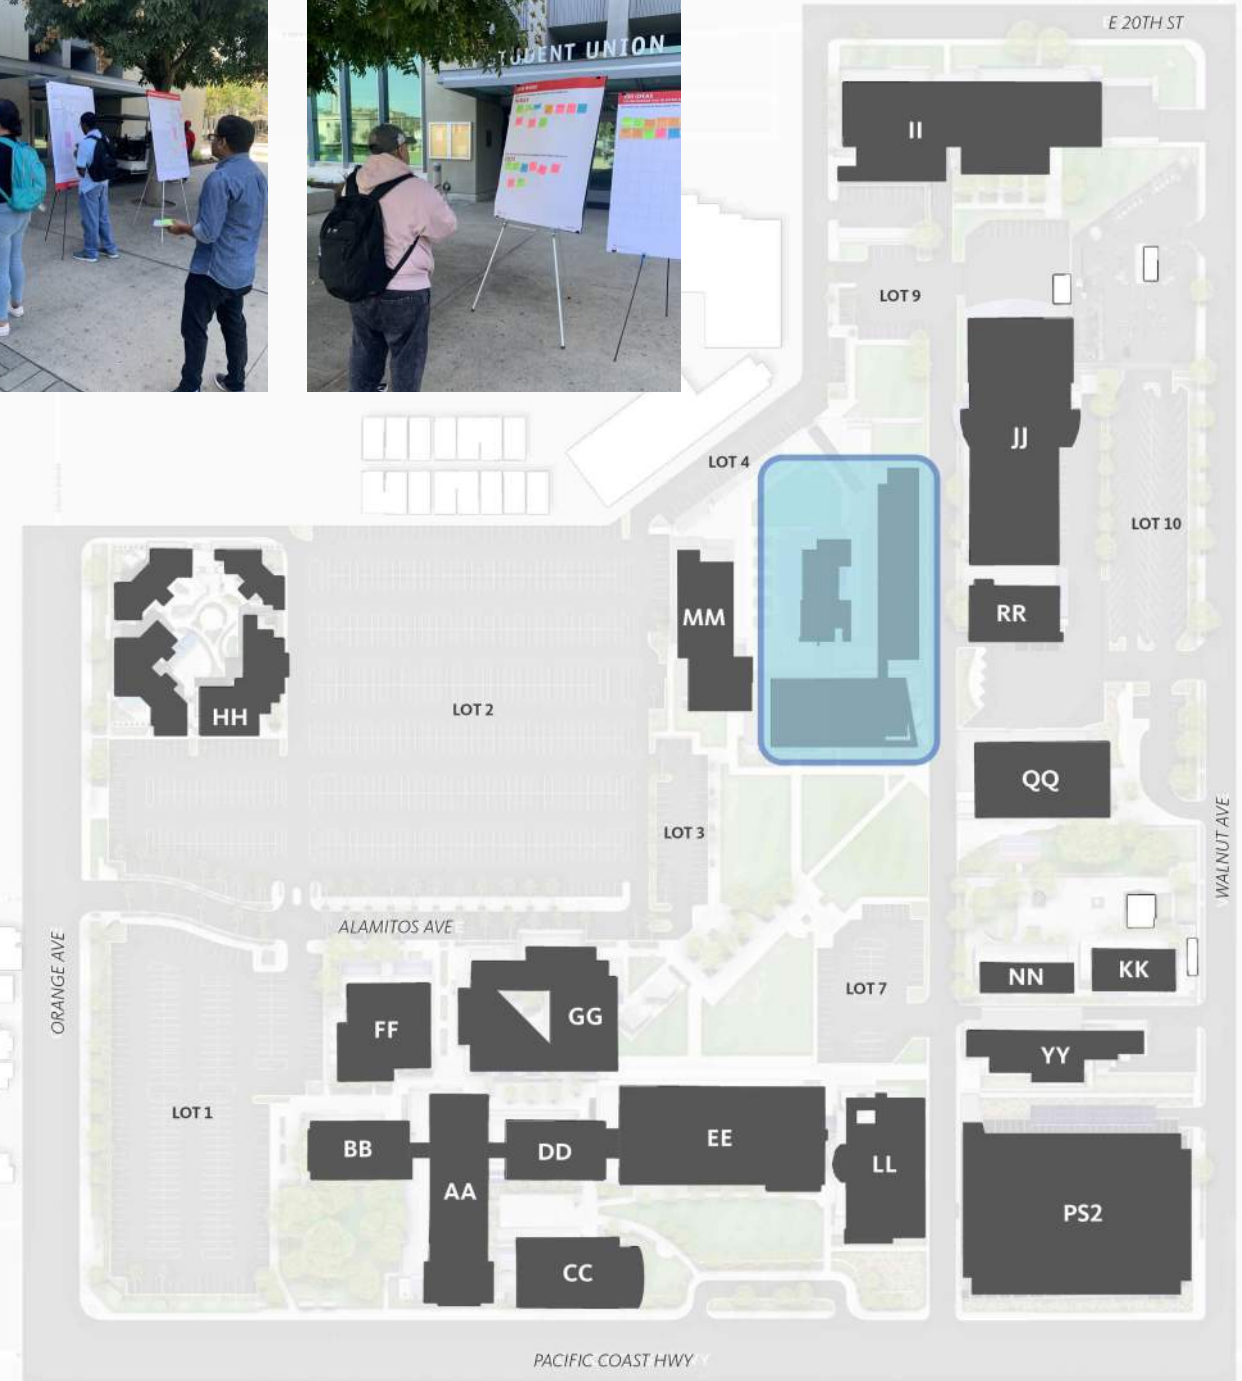 E 20TH ST
TUDENT UNION
II
LOT 9
JJ
LOT 4
LOT 10
MM
RR
HH
LOT 2
QQ
LOT 3
WALNUT AVE
ALAMITOS AVE
ORANGE AVE
NN
KK
LOT 7
FF
GG
YY
LOT 1
BB
DD
EE
LL
AA
PS2
CC
PACIFIC COAST HWY